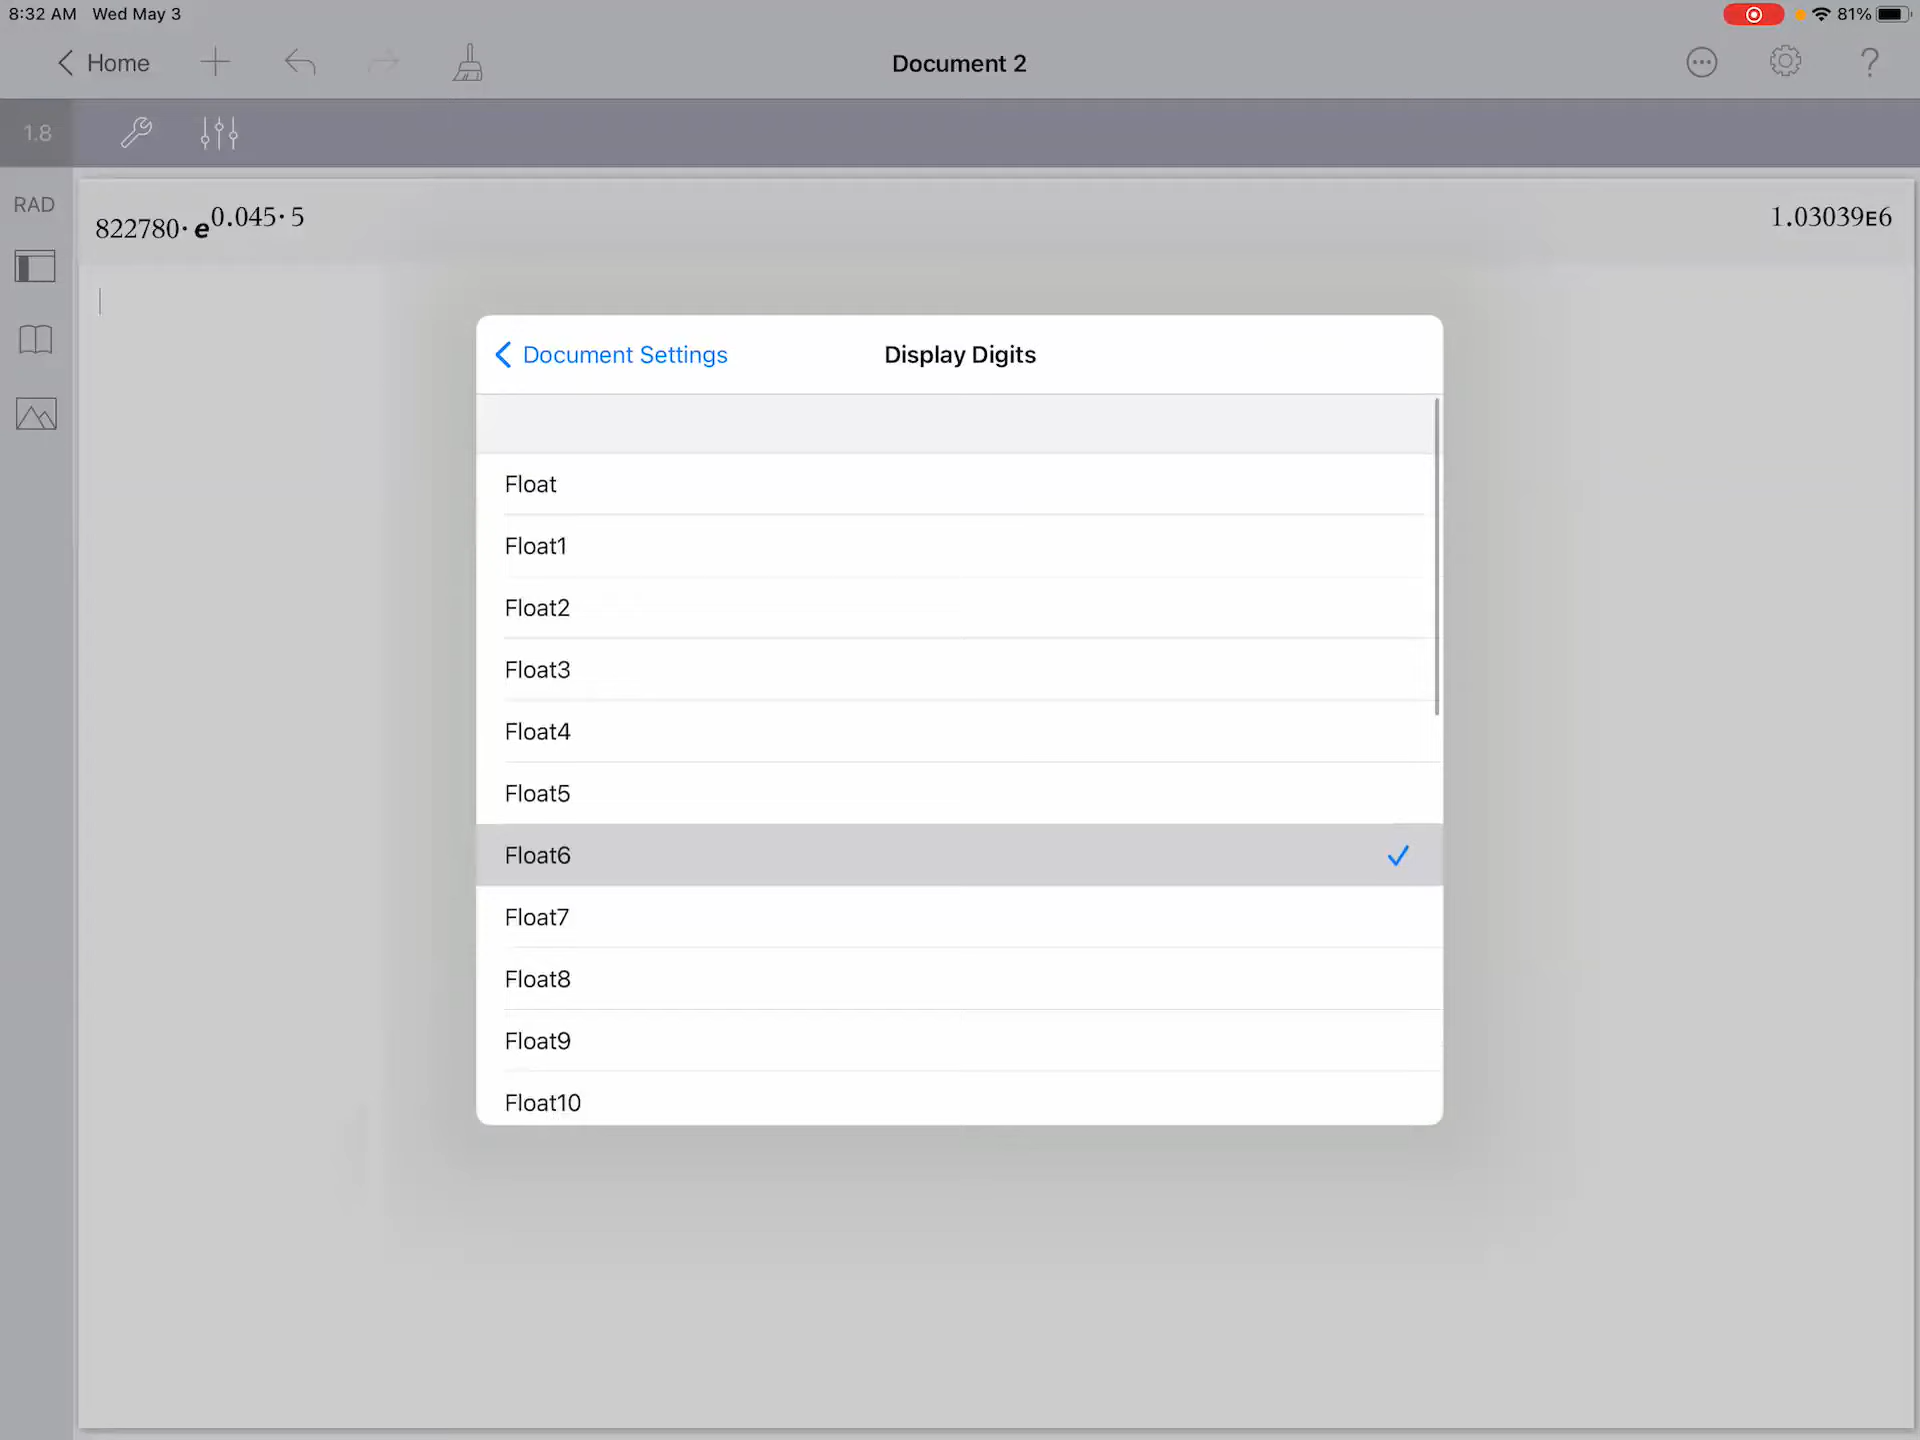 8:32 AM Wed May 3
81%
Home
Document 2
?
1.8
RAD
822780·e^0.045·5
1.03039E6
Document Settings
Display Digits
Float
Float1
Float2
Float3
Float4
Float5
Float6
Float7
Float8
Float9
Float10